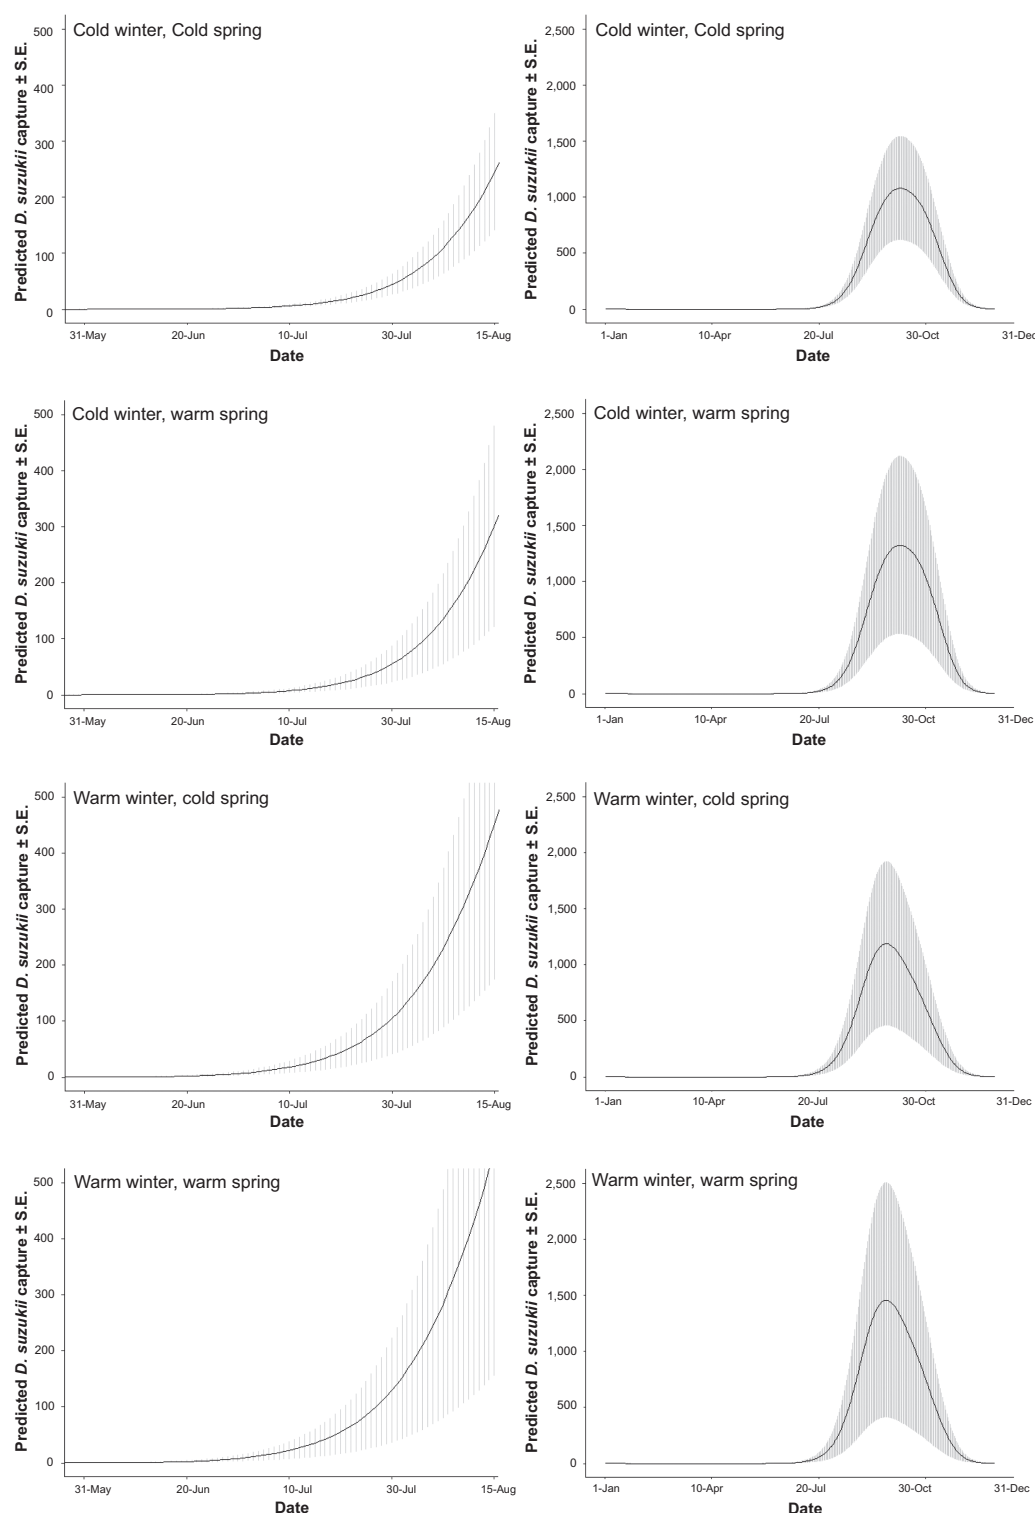 Cold winter, Cold spring
Predicted D. suzukii capture ± S.E.
500
400
300
200
100
0
31-May 20-Jun 10-Jul 30-Jul 15-Aug
Date
Cold winter, Cold spring
Predicted D. suzukii capture ± S.E.
2,500
2,000
1,500
1,000
500
0
1-Jan 10-Apr 20-Jul 30-Oct 31-Dec
Date
Cold winter, warm spring
Predicted D. suzukii capture ± S.E.
500
400
300
200
100
0
31-May 20-Jun 10-Jul 30-Jul 15-Aug
Date
Cold winter, warm spring
Predicted D. suzukii capture ± S.E.
2,500
2,000
1,500
1,000
500
0
1-Jan 10-Apr 20-Jul 30-Oct 31-Dec
Date
Warm winter, cold spring
Predicted D. suzukii capture ± S.E.
500
400
300
200
100
0
31-May 20-Jun 10-Jul 30-Jul 15-Aug
Date
Warm winter, cold spring
Predicted D. suzukii capture ± S.E.
2,500
2,000
1,500
1,000
500
0
1-Jan 10-Apr 20-Jul 30-Oct 31-Dec
Date
Warm winter, warm spring
Predicted D. suzukii capture ± S.E.
500
400
300
200
100
0
31-May 20-Jun 10-Jul 30-Jul 15-Aug
Date
Warm winter, warm spring
Predicted D. suzukii capture ± S.E.
2,500
2,000
1,500
1,000
500
0
1-Jan 10-Apr 20-Jul 30-Oct 31-Dec
Date